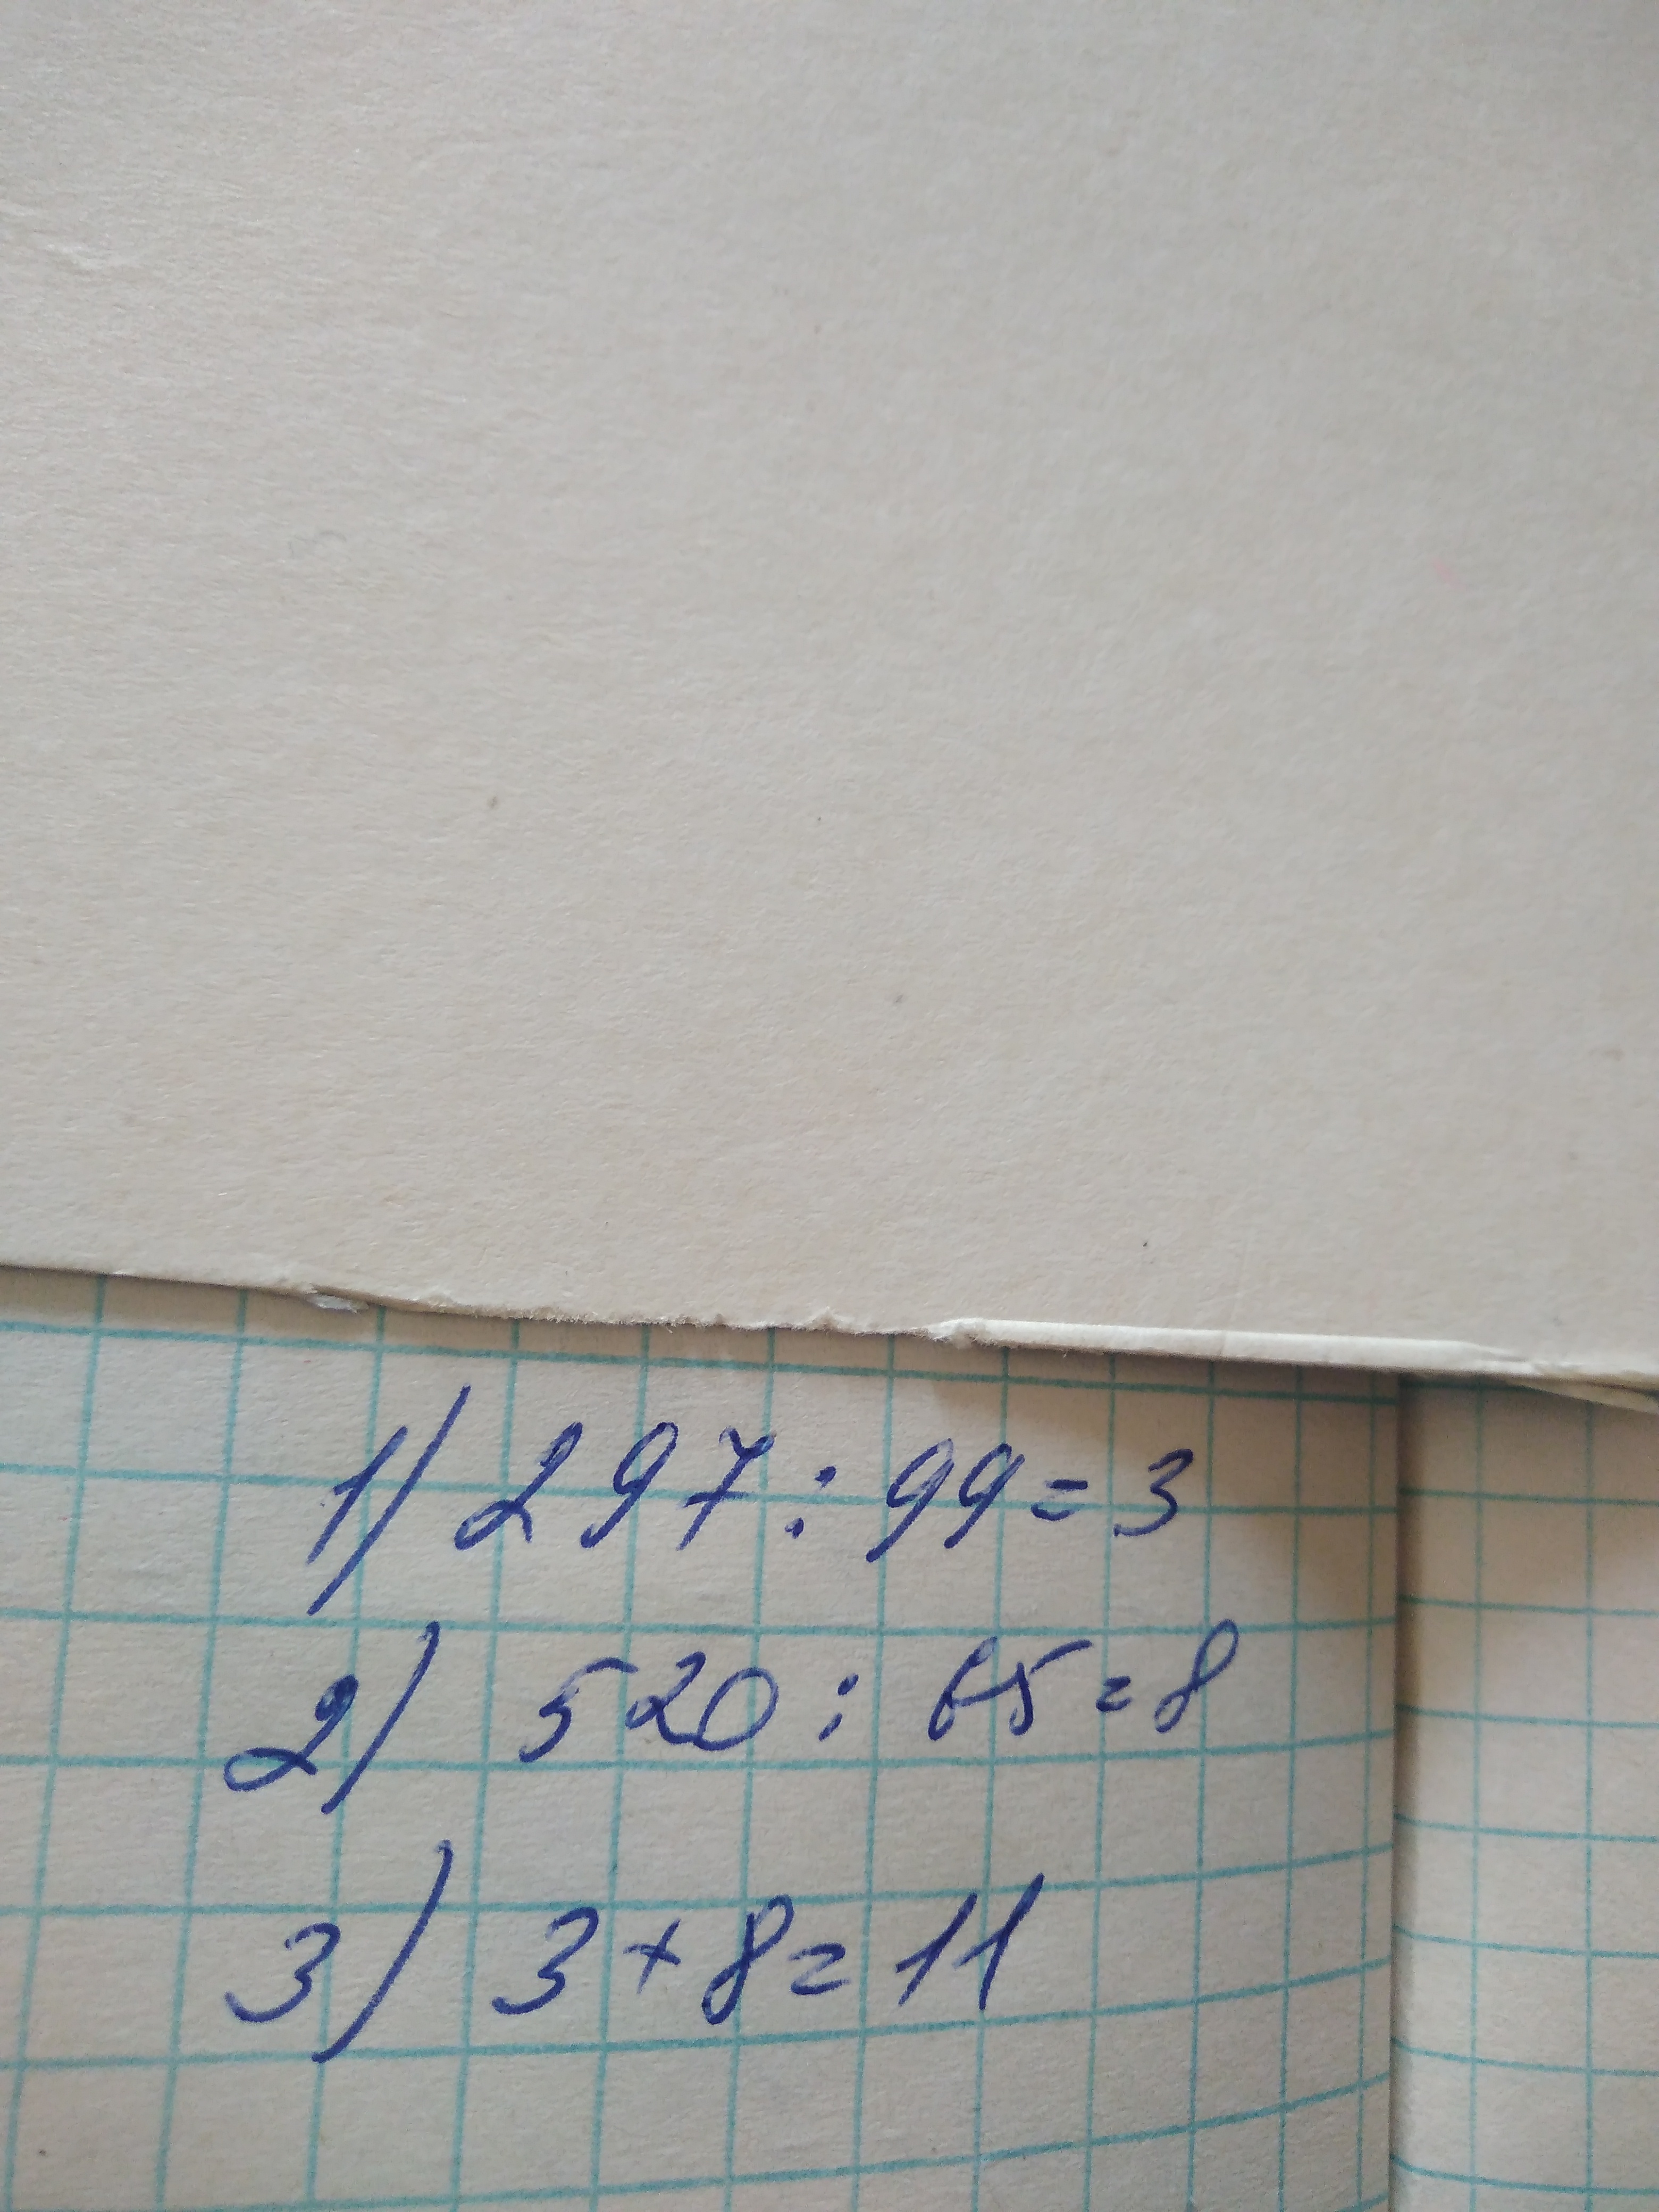 1) 297 : 99 = 3
2) 520 : 65 = 8
3) 3 + 8 = 11